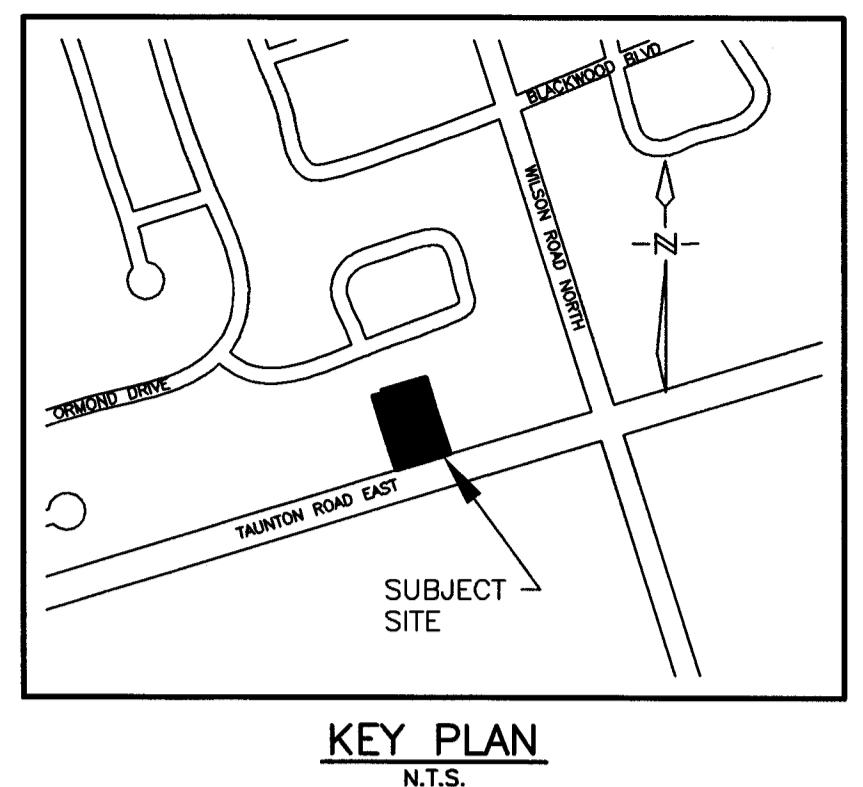 BLACKWOOD BLVD
WILSON ROAD NORTH
N
ORMOND DRIVE
TAUNTON ROAD EAST
SUBJECT
SITE
KEY PLAN
N.T.S.